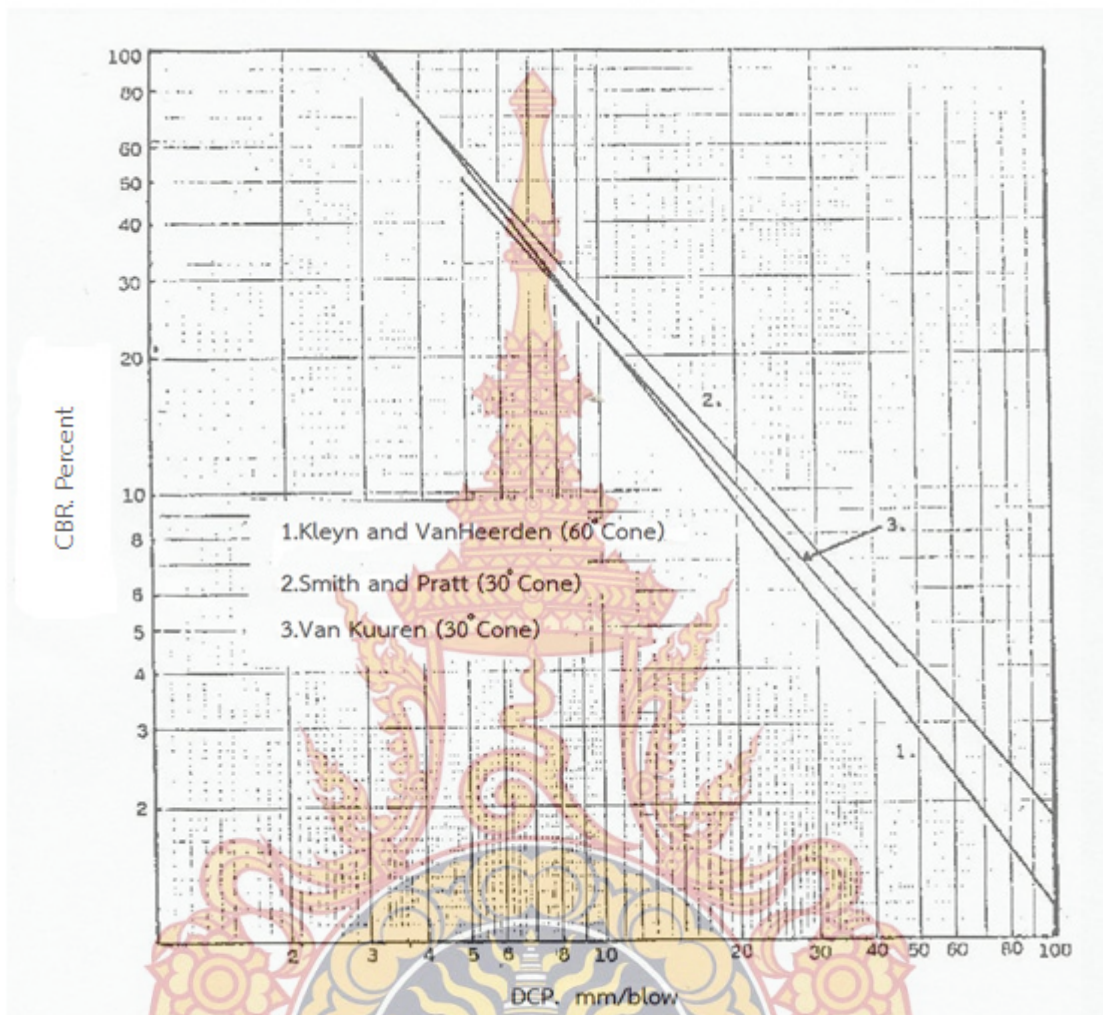 100
80
60
50
40
30
20
10
8
6
5
4
3
2
CBR. Percent
2.
3.
1.
1.Kleyn and VanHeerden (60° Cone)
2.Smith and Pratt (30° Cone)
3.Van Kuuren (30° Cone)
2 3 4 5 6 8 10 20 30 40 50 60 80 100
DCP. mm/blow